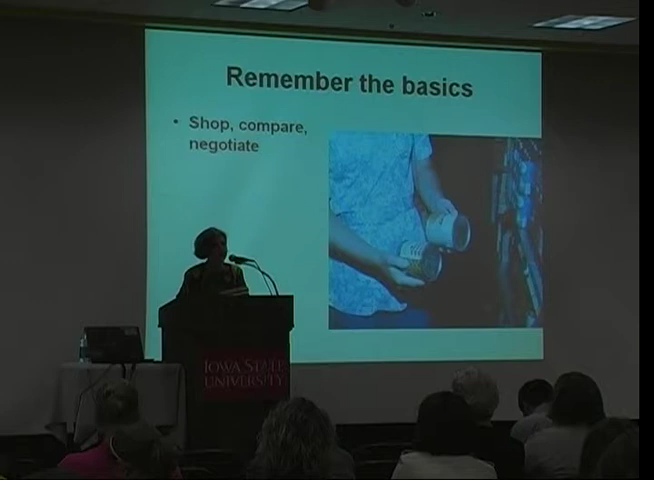 Remember the basics
• Shop, compare,
negotiate
IOWA STATE
UNIVERSITY